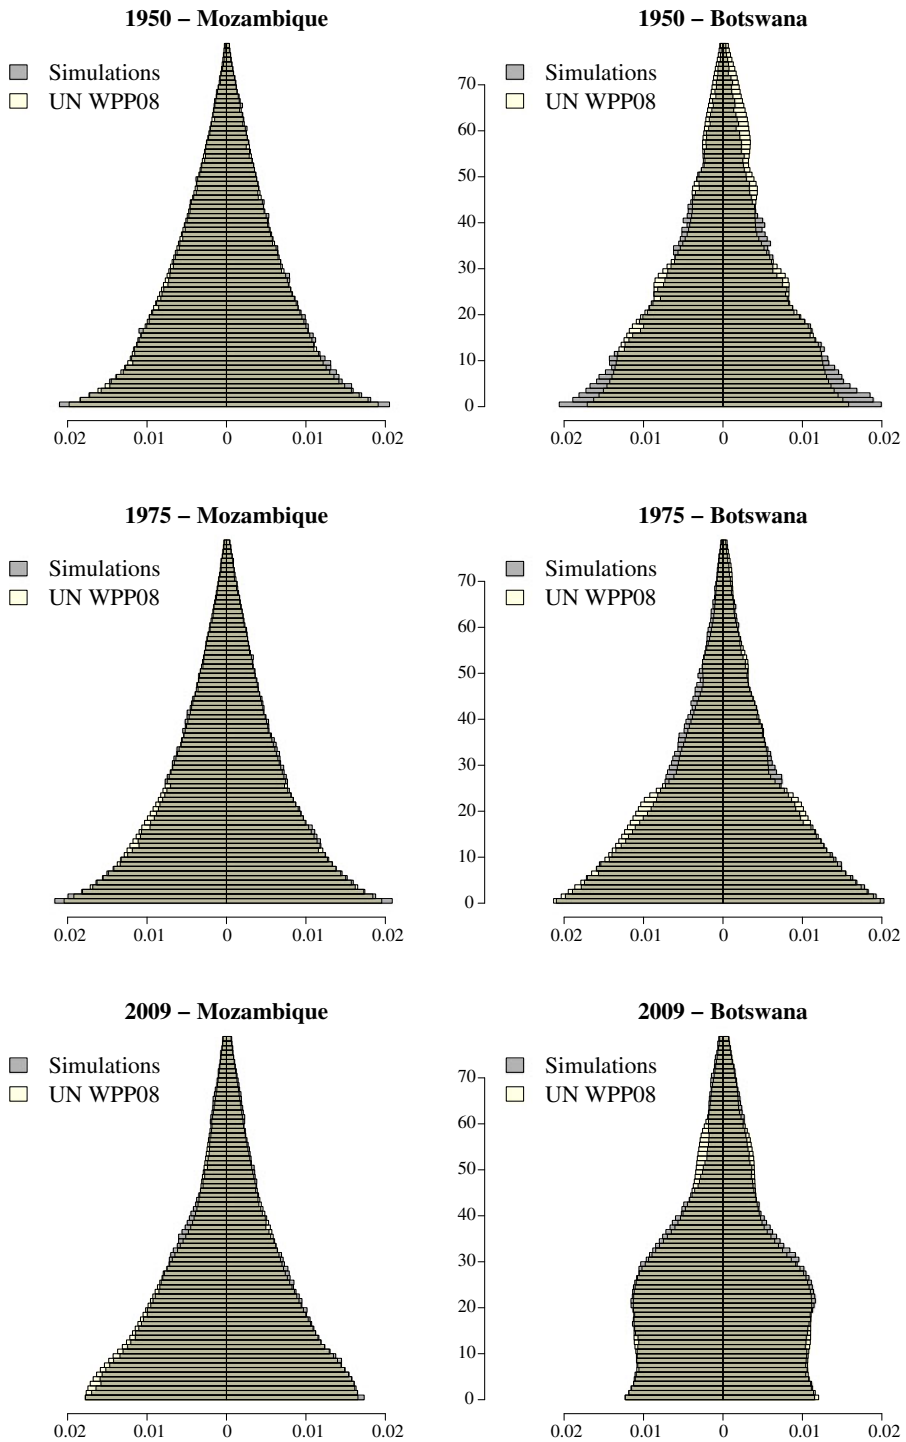 1950 – Mozambique
Simulations
UN WPP08
0.02 0.01 0 0.01 0.02
1950 – Botswana
Simulations
UN WPP08
70
60
50
40
30
20
10
0
0.02 0.01 0 0.01 0.02
1975 – Mozambique
Simulations
UN WPP08
0.02 0.01 0 0.01 0.02
1975 – Botswana
Simulations
UN WPP08
70
60
50
40
30
20
10
0
0.02 0.01 0 0.01 0.02
2009 – Mozambique
Simulations
UN WPP08
0.02 0.01 0 0.01 0.02
2009 – Botswana
Simulations
UN WPP08
70
60
50
40
30
20
10
0
0.02 0.01 0 0.01 0.02